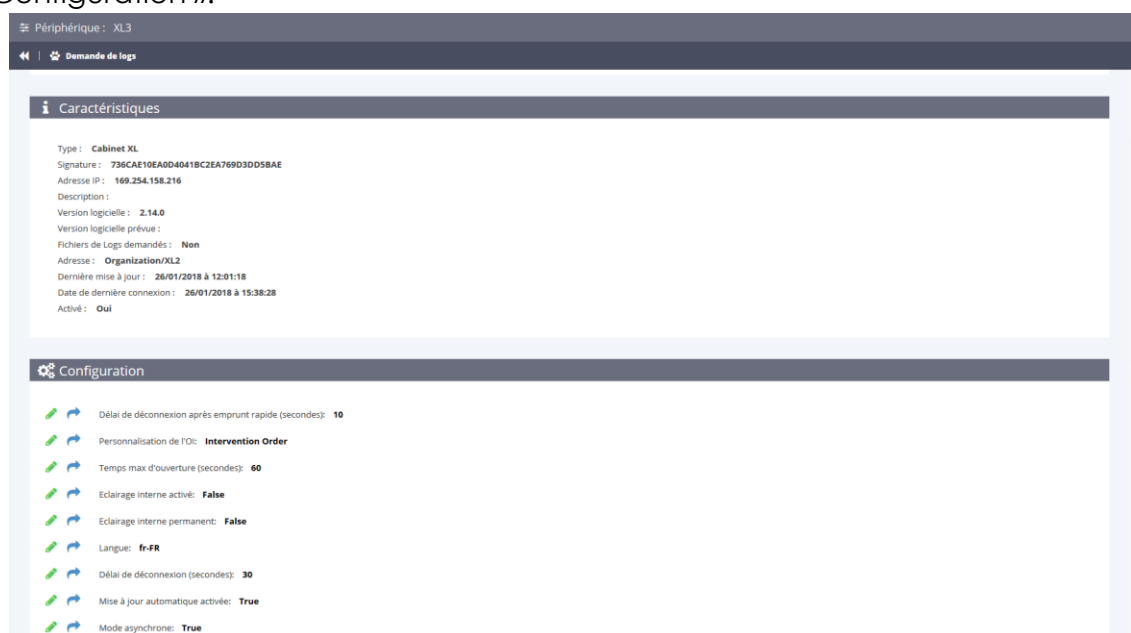 Configuration ».
Périphérique : XL3
Demande de logs
Caractéristiques
Type : Cabinet XL
Signature : 736CAE10EA0D4041BC2EA769D3DD5BAE
Adresse IP : 169.254.158.216
Description :
Version logicielle : 2.14.0
Version logicielle prévue :
Fichiers de Logs demandés : Non
Adresse : Organization/XL2
Dernière mise à jour : 26/01/2018 à 12:01:18
Date de dernière connexion : 26/01/2018 à 15:38:28
Activé : Oui
Configuration
Délai de déconnexion après emprunt rapide (secondes): 10
Personnalisation de l'OI: Intervention Order
Temps max d'ouverture (secondes): 60
Eclairage interne activé: False
Eclairage interne permanent: False
Langue: fr-FR
Délai de déconnexion (secondes): 30
Mise à jour automatique activée: True
Mode asynchrone: True